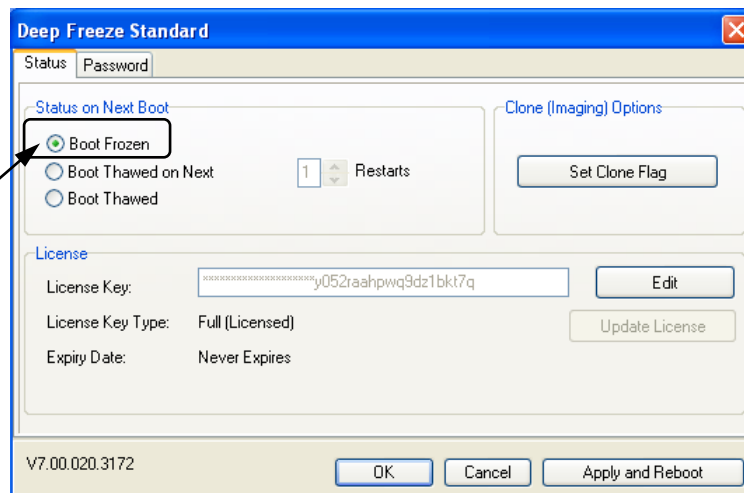 Deep Freeze Standard
Status
Password
Status on Next Boot
Boot Frozen
Boot Thawed on Next
1
Restarts
Boot Thawed
Clone (Imaging) Options
Set Clone Flag
License
License Key:
********************y052raahpwq9dz1bkt7q
Edit
License Key Type:
Full (Licensed)
Update License
Expiry Date:
Never Expires
V7.00.020.3172
OK
Cancel
Apply and Reboot